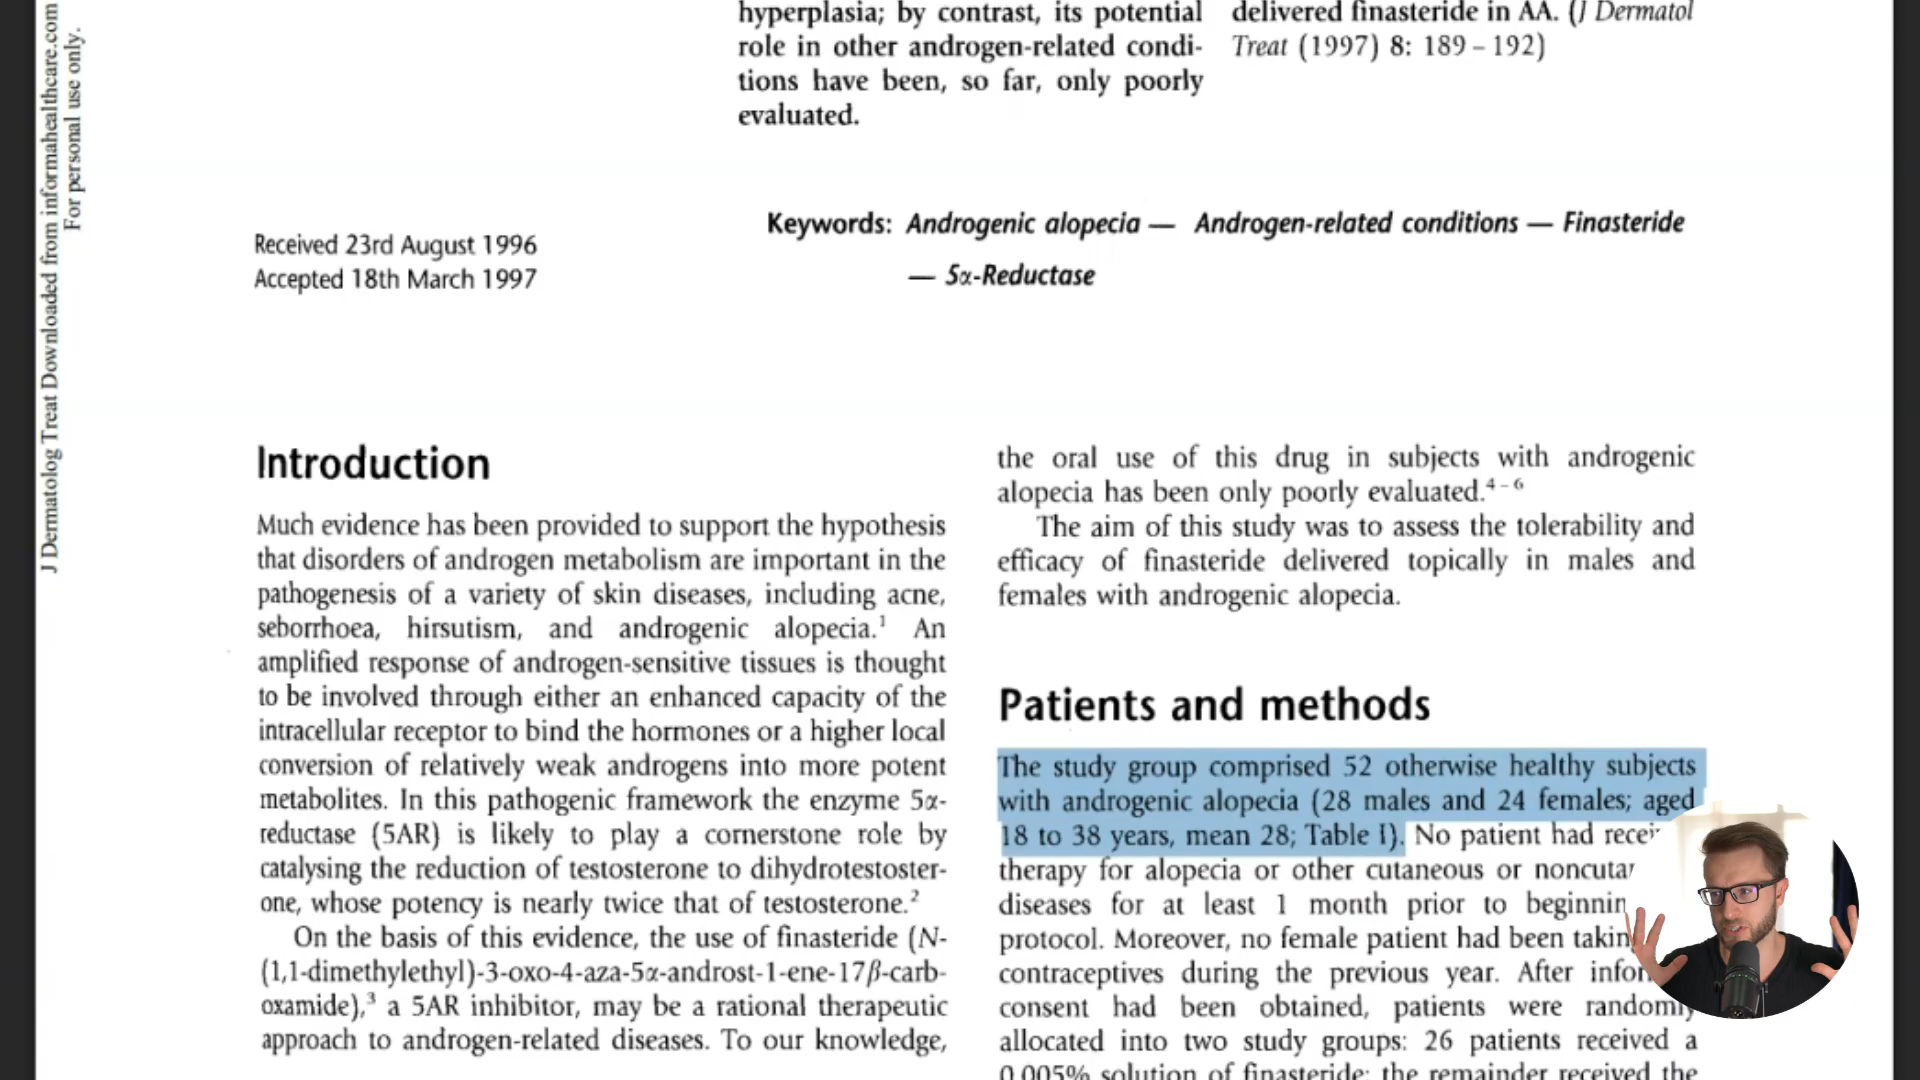 J Dermatolog Treat Downloaded from informahealthcare.com
For personal use only.
hyperplasia; by contrast, its potential
role in other androgen-related condi-
tions have been, so far, only poorly
evaluated.
delivered finasteride in AA. (J Dermatol
Treat (1997) 8: 189 – 192)
Keywords: Androgenic alopecia — Androgen-related conditions — Finasteride
— 5α-Reductase
Received 23rd August 1996
Accepted 18th March 1997
Introduction
Much evidence has been provided to support the hypothesis
that disorders of androgen metabolism are important in the
pathogenesis of a variety of skin diseases, including acne,
seborrhoea, hirsutism, and androgenic alopecia.¹ An
amplified response of androgen-sensitive tissues is thought
to be involved through either an enhanced capacity of the
intracellular receptor to bind the hormones or a higher local
conversion of relatively weak androgens into more potent
metabolites. In this pathogenic framework the enzyme 5α-
reductase (5AR) is likely to play a cornerstone role by
catalysing the reduction of testosterone to dihydrotestoster-
one, whose potency is nearly twice that of testosterone.²
On the basis of this evidence, the use of finasteride (N-
(1,1-dimethylethyl)-3-oxo-4-aza-5α-androst-1-ene-17β-carb-
oxamide),³ a 5AR inhibitor, may be a rational therapeutic
approach to androgen-related diseases. To our knowledge,
the oral use of this drug in subjects with androgenic
alopecia has been only poorly evaluated.⁴⁻⁶
The aim of this study was to assess the tolerability and
efficacy of finasteride delivered topically in males and
females with androgenic alopecia.
Patients and methods
The study group comprised 52 otherwise healthy subjects
with androgenic alopecia (28 males and 24 females; aged
18 to 38 years, mean 28; Table I). No patient had
therapy for alopecia or other cutaneous or
diseases for at least 1 month prior to
protocol. Moreover, no female patient had been
contraceptives during the previous year. After
consent had been obtained, patients were randomly
allocated into two study groups: 26 patients received a
0.005% solution of finasteride; the remainder received the